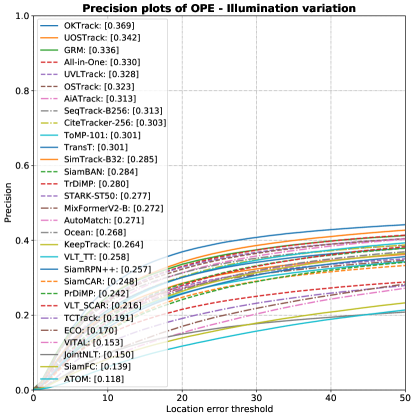 Precision plots of OPE - Illumination variation
1.0
0.8
0.6
0.4
0.2
0.0
Precision
OKTrack: [0.369]
UOSTrack: [0.342]
GRM: [0.336]
All-in-One: [0.330]
UVLTrack: [0.328]
OSTrack: [0.323]
AiATrack: [0.313]
SeqTrack-B256: [0.313]
CiteTracker-256: [0.303]
ToMP-101: [0.301]
TransT: [0.301]
SimTrack-B32: [0.285]
SiamBAN: [0.284]
TrDiMP: [0.280]
STARK-ST50: [0.277]
MixFormerV2-B: [0.272]
AutoMatch: [0.271]
Ocean: [0.268]
KeepTrack: [0.264]
VLT_TT: [0.258]
SiamRPN++: [0.257]
SiamCAR: [0.248]
PrDiMP: [0.242]
VLT_SCAR: [0.216]
TCTrack: [0.191]
ECO: [0.170]
VITAL: [0.153]
JointNLT: [0.150]
SiamFC: [0.139]
ATOM: [0.118]
0 10 20 30 40 50
Location error threshold